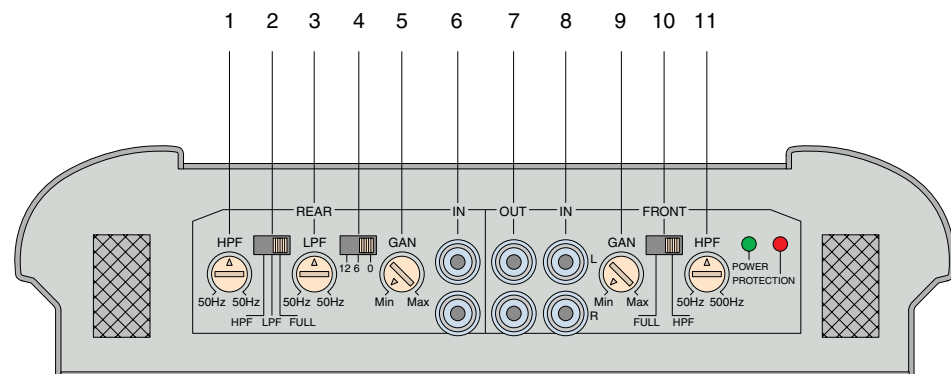 1 2 3 4 5 6 7 8 9 10 11
REAR IN OUT IN FRONT
HPF LPF GAN GAN HPF
L
12 6 0
POWER
PROTECTION
50Hz 50Hz 50Hz 50Hz Min Max Min Max 50Hz 500Hz
R
HPF LPF FULL FULL HPF